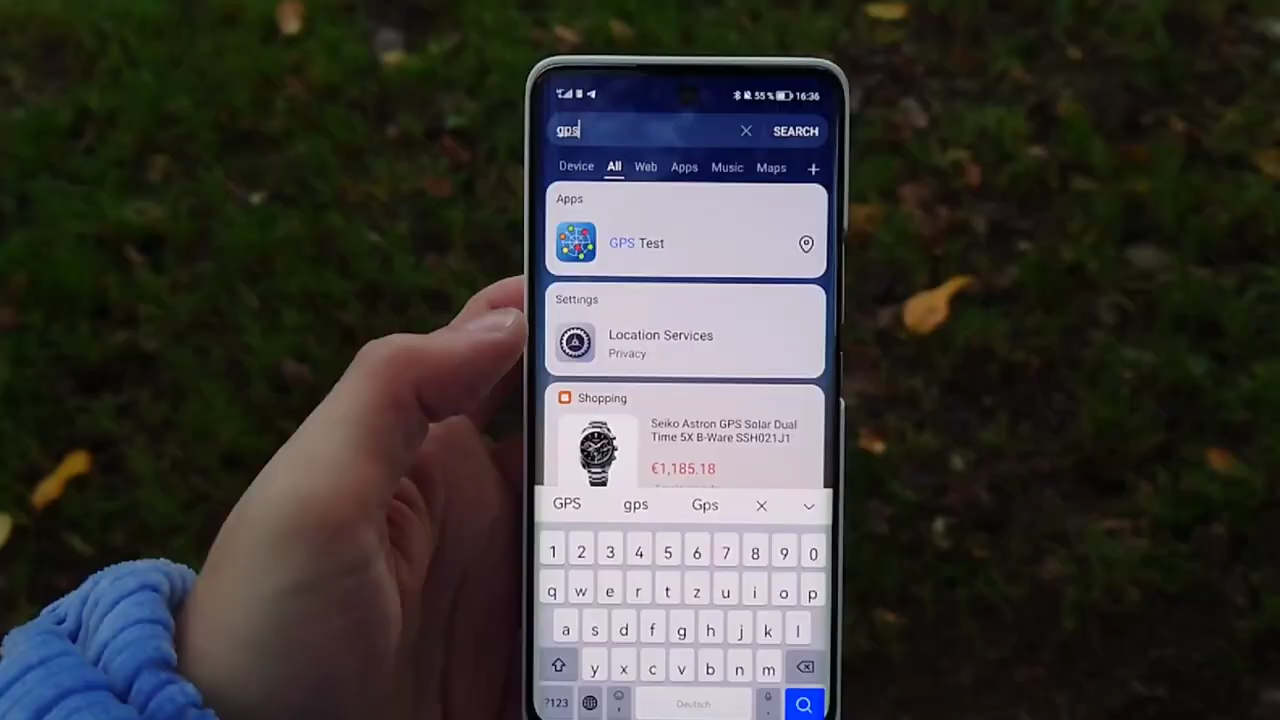 55 % 16:36
gps SEARCH
Device All Web Apps Music Maps +
Apps
GPS Test
Settings
Location Services
Privacy
Shopping
Seiko Astron GPS Solar Dual
Time 5X B-Ware SSH021J1
€1,185.18
GPS gps Gps
1 2 3 4 5 6 7 8 9 0
q w e r t z u i o p
a s d f g h j k l
y x c v b n m
?123 , Deutsch .